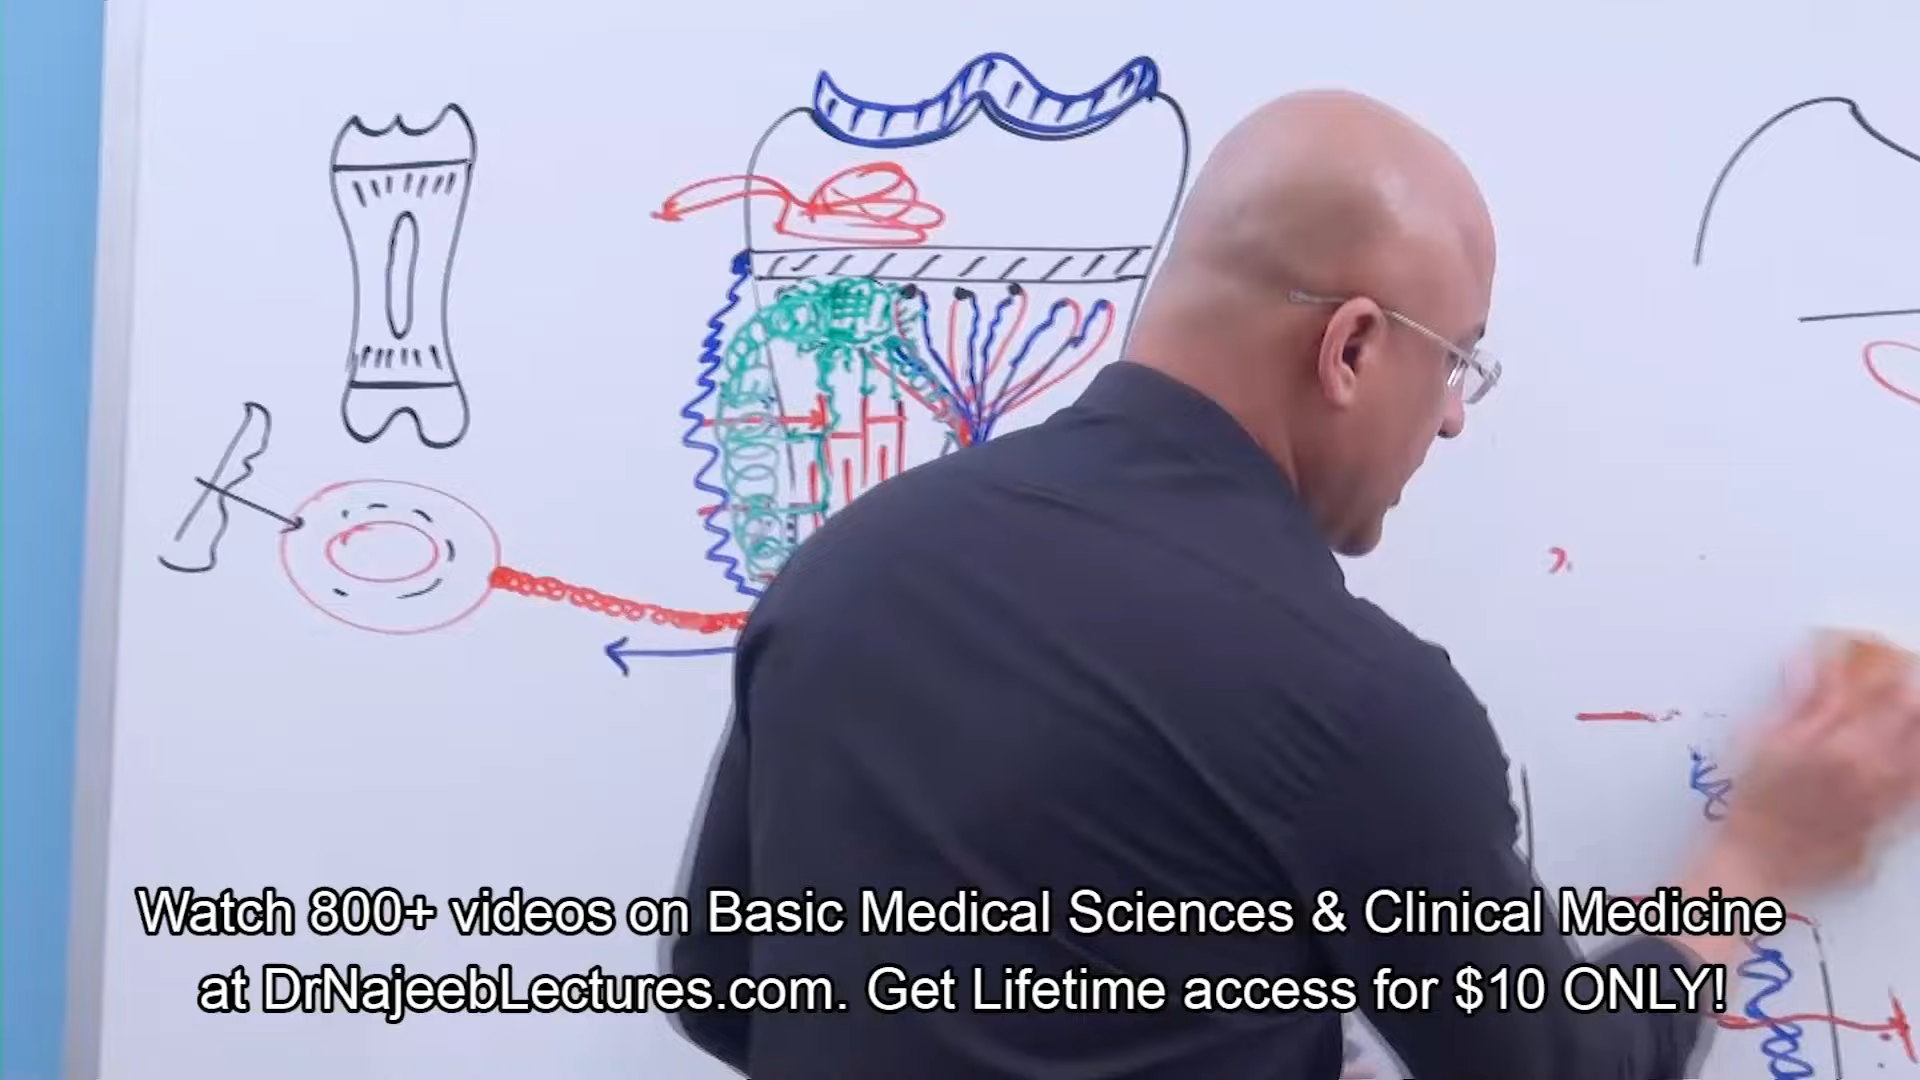 Watch 800+ videos on Basic Medical Sciences & Clinical Medicine
at DrNajeebLectures.com. Get Lifetime access for $10 ONLY!